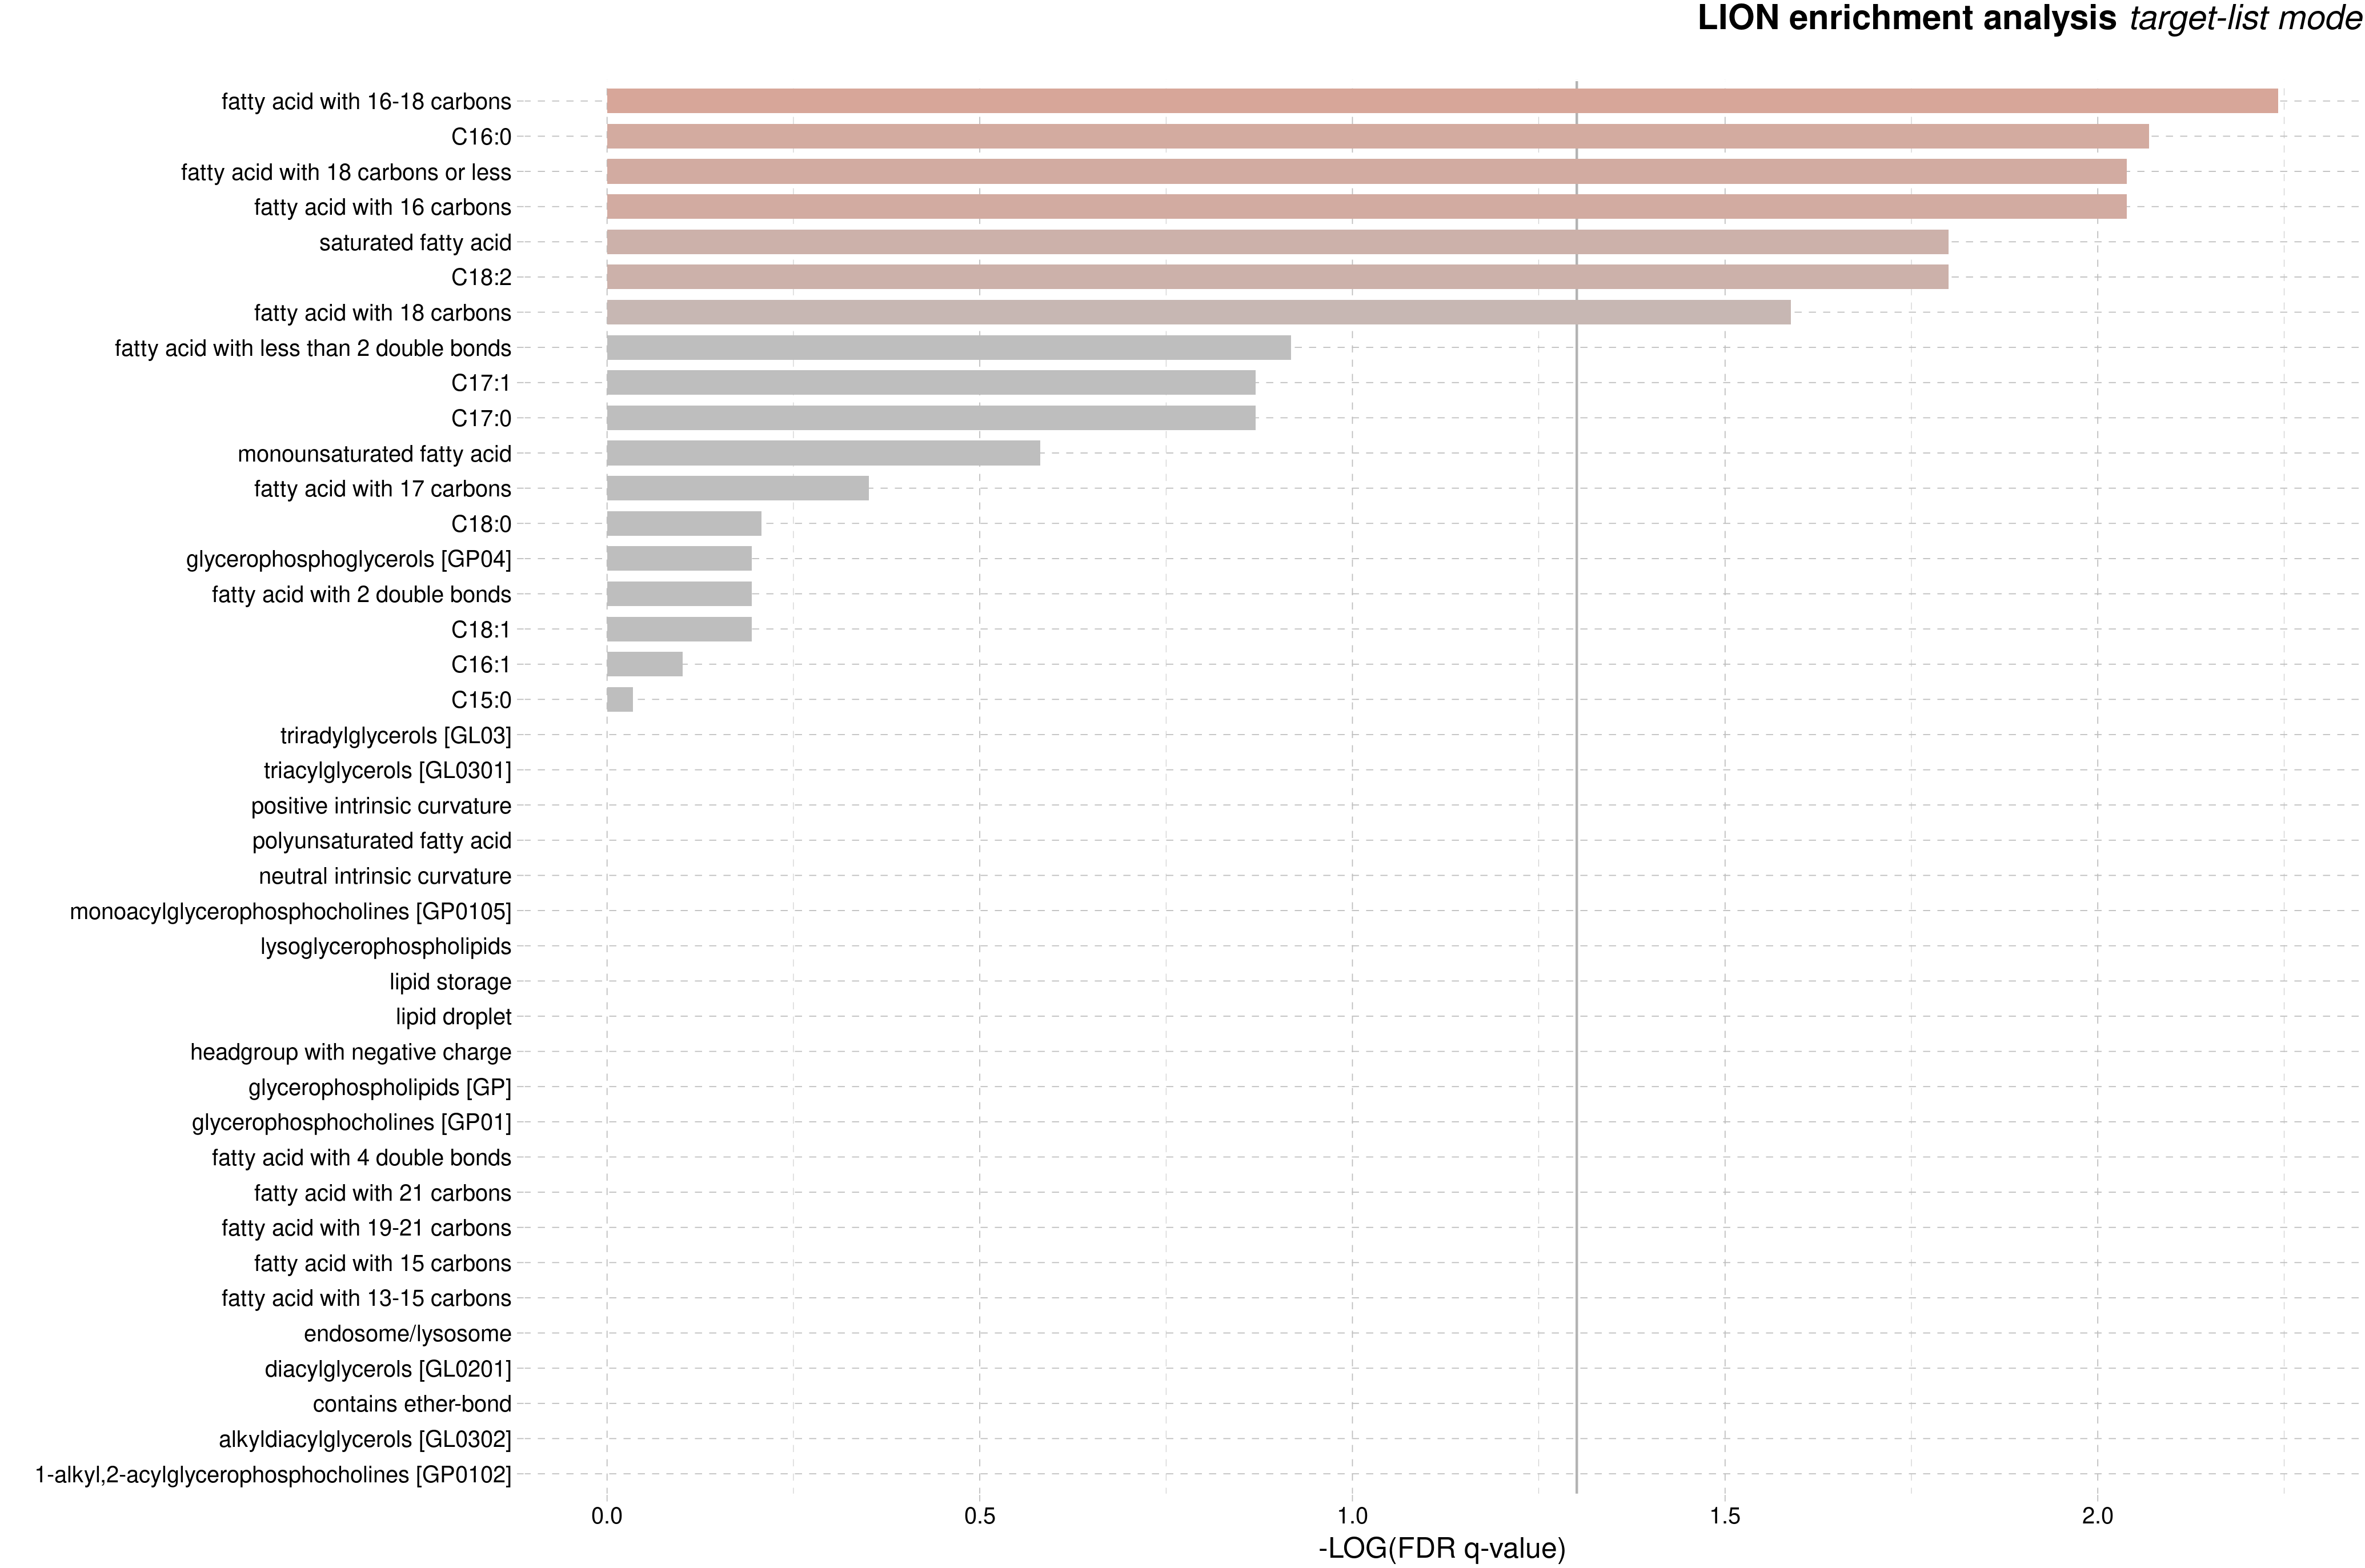 LION enrichment analysis target-list mode
fatty acid with 16-18 carbons
C16:0
fatty acid with 18 carbons or less
fatty acid with 16 carbons
saturated fatty acid
C18:2
fatty acid with 18 carbons
fatty acid with less than 2 double bonds
C17:1
C17:0
monounsaturated fatty acid
fatty acid with 17 carbons
C18:0
glycerophosphoglycerols [GP04]
fatty acid with 2 double bonds
C18:1
C16:1
C15:0
triradylglycerols [GL03]
triacylglycerols [GL0301]
positive intrinsic curvature
polyunsaturated fatty acid
neutral intrinsic curvature
monoacylglycerophosphocholines [GP0105]
lysoglycerophospholipids
lipid storage
lipid droplet
headgroup with negative charge
glycerophospholipids [GP]
glycerophosphocholines [GP01]
fatty acid with 4 double bonds
fatty acid with 21 carbons
fatty acid with 19-21 carbons
fatty acid with 15 carbons
fatty acid with 13-15 carbons
endosome/lysosome
diacylglycerols [GL0201]
contains ether-bond
alkyldiacylglycerols [GL0302]
1-alkyl,2-acylglycerophosphocholines [GP0102]
0.0 0.5 1.0 1.5 2.0
-LOG(FDR q-value)